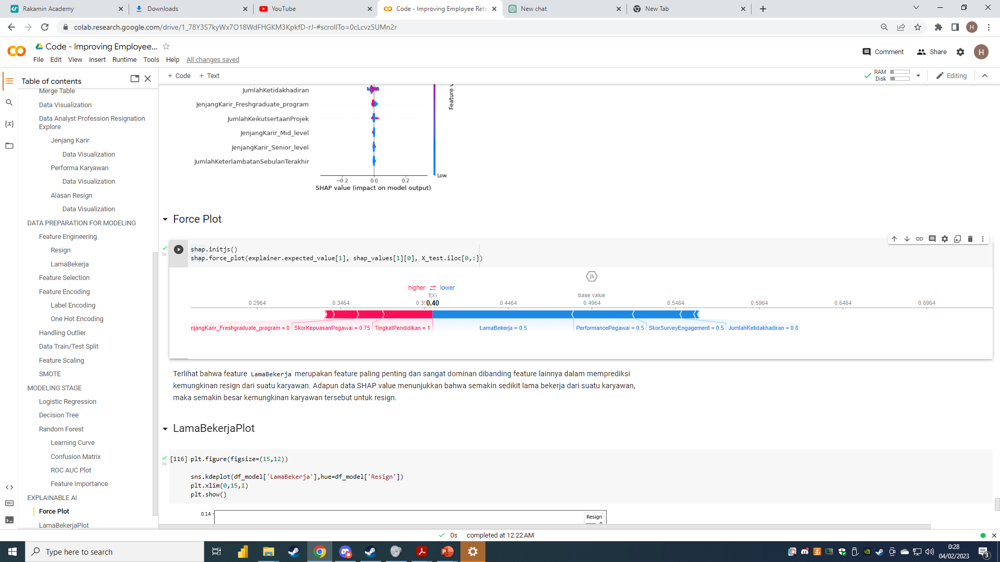 Rakamin Academy
Downloads
YouTube
Code - Improving Employee Rete
New chat
New Tab
colab.research.google.com/drive/1_78Y3S7kyWx7O18WdFHGKM3KpkfD-rJ-#scrollTo=0cLcvz5UMn2r
H
CO
Code - Improving Employee...
File Edit View Insert Runtime Tools Help All changes saved
Comment
Share
H
Table of contents
+ Code + Text
RAM
Disk
Editing
Merge Table
Data Visualization
Data Analyst Profession Resignation
Explore
Jenjang Karir
Data Visualization
Performa Karyawan
Data Visualization
Alasan Resign
Data Visualization
DATA PREPARATION FOR MODELING
Feature Engineering
Resign
LamaBekerja
Feature Selection
Feature Encoding
Label Encoding
One Hot Encoding
Handling Outlier
Data Train/Test Split
Feature Scaling
SMOTE
MODELING STAGE
Logistic Regression
Decision Tree
Random Forest
Learning Curve
Confusion Matrix
ROC AUC Plot
Feature Importance
EXPLAINABLE AI
Force Plot
LamaBekerjaPlot
{x}
JumlahKetidakhadiran
JenjangKarir_Freshgraduate_program
JumlahKeikutsertaanProjek
JenjangKarir_Mid_level
JenjangKarir_Senior_level
JumlahKeterlambatanSebulanTerakhir
Feature v
Low
−0.2 0.0 0.2
SHAP value (impact on model output)
Force Plot
0s
shap.initjs()
shap.force_plot(explainer.expected_value[1], shap_values[1][0], X_test.iloc[0,:])
js
higher ⇄ lower
f(x)
base value
0.2964 0.3464 0.39 0.40 0.4464 0.4964 0.5464 0.5964 0.6464 0.6964
njangKarir_Freshgraduate_program = 0 SkorKepuasanPegawai = 0.75 TingkatPendidikan = 1 LamaBekerja = 0.5 PerformancePegawai = 0.5 SkorSurveyEngagement = 0.5 JumlahKetidakhadiran = 0.8
Terlihat bahwa feature LamaBekerja merupakan feature paling penting dan sangat dominan dibanding feature lainnya dalam memprediksi
kemungkinan resign dari suatu karyawan. Adapun data SHAP value menunjukkan bahwa semakin sedikit lama bekerja dari suatu karyawan,
maka semakin besar kemungkinan karyawan tersebut untuk resign.
LamaBekerjaPlot
0s
[116] plt.figure(figsize=(15,12))
sns.kdeplot(df_model['LamaBekerja'],hue=df_model['Resign'])
plt.xlim(0,15,1)
plt.show()
0.14
Resign
0
0s completed at 12:22 AM
Type here to search
0:28
04/02/2023
3